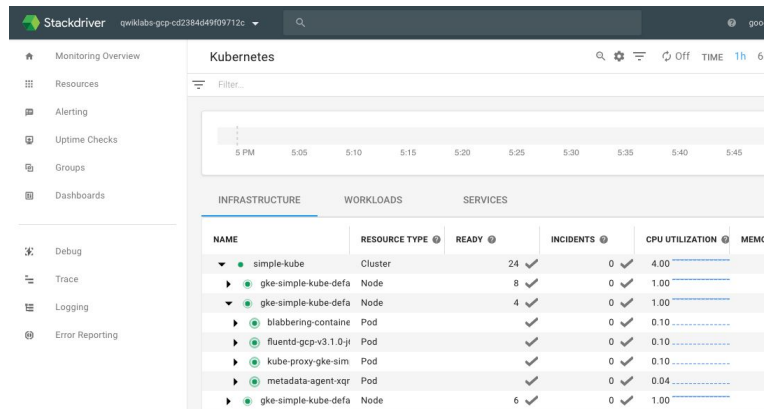 Stackdriver qwiklabs-gcp-cd2384d49f09712c goo
Monitoring Overview
Resources
Alerting
Uptime Checks
Groups
Dashboards
Debug
Trace
Logging
Error Reporting
Kubernetes Off TIME 1h 6
Filter...
5 PM 5:05 5:10 5:15 5:20 5:25 5:30 5:35 5:40 5:45
INFRASTRUCTURE WORKLOADS SERVICES
NAME RESOURCE TYPE READY INCIDENTS CPU UTILIZATION MEMO
simple-kube Cluster 24 0 4.00
gke-simple-kube-defa Node 8 0 1.00
gke-simple-kube-defa Node 4 0 1.00
blabbering-containe Pod 0 0.10
fluentd-gcp-v3.1.0-j Pod 0 0.10
kube-proxy-gke-sim Pod 0 0.10
metadata-agent-xqr Pod 0 0.04
gke-simple-kube-defa Node 6 0 1.00